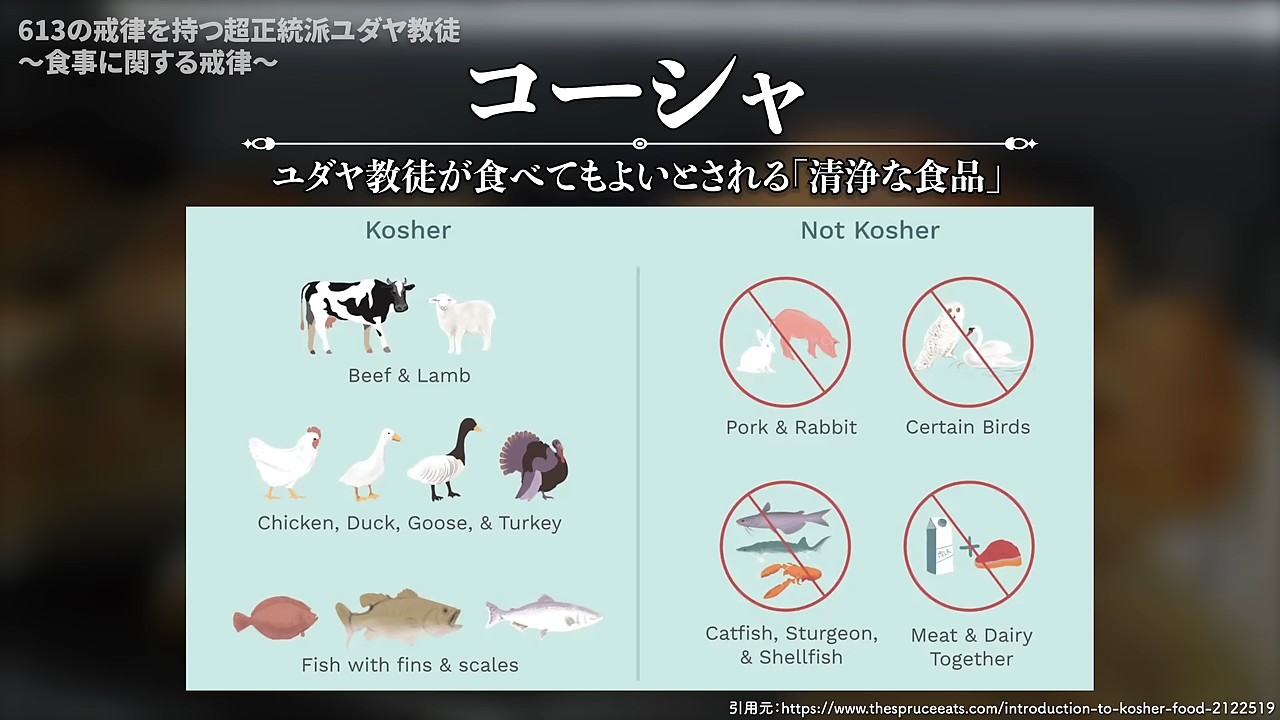 613の戒律を持つ超正統派ユダヤ教徒
～食事に関する戒律～
コーシャ
ユダヤ教徒が食べてもよいとされる「清浄な食品」
Kosher
Not Kosher
Beef & Lamb
Pork & Rabbit
Certain Birds
Chicken, Duck, Goose, & Turkey
MILK
Fish with fins & scales
Catfish, Sturgeon,
& Shellfish
Meat & Dairy
Together
引用元：https://www.thespruceeats.com/introduction-to-kosher-food-2122519